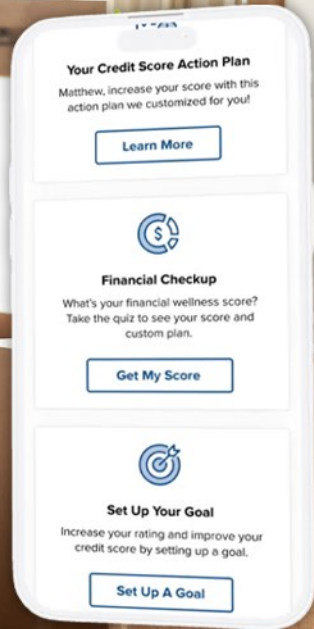 Your Credit Score Action Plan
Matthew, increase your score with this
action plan we customized for you!
Learn More
$
Financial Checkup
What's your financial wellness score?
Take the quiz to see your score and
custom plan.
Get My Score
Set Up Your Goal
Increase your rating and improve your
credit score by setting up a goal.
Set Up A Goal